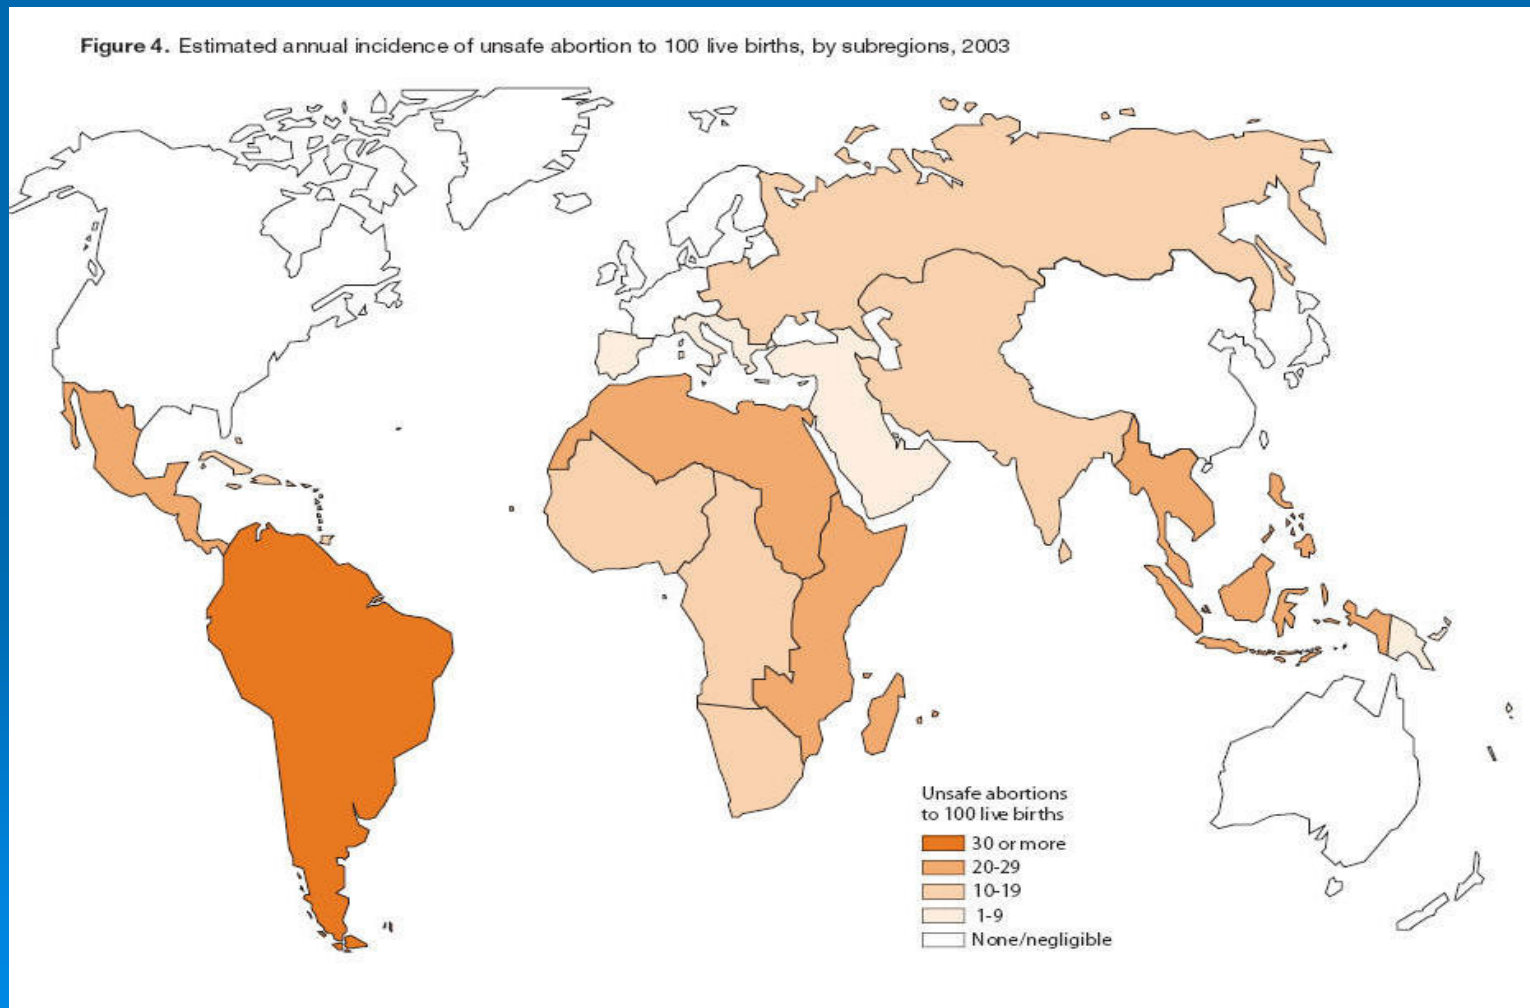 Figure 4. Estimated annual incidence of unsafe abortion to 100 live births, by subregions, 2003
Unsafe abortions
to 100 live births
30 or more
20-29
10-19
1-9
None/negligible